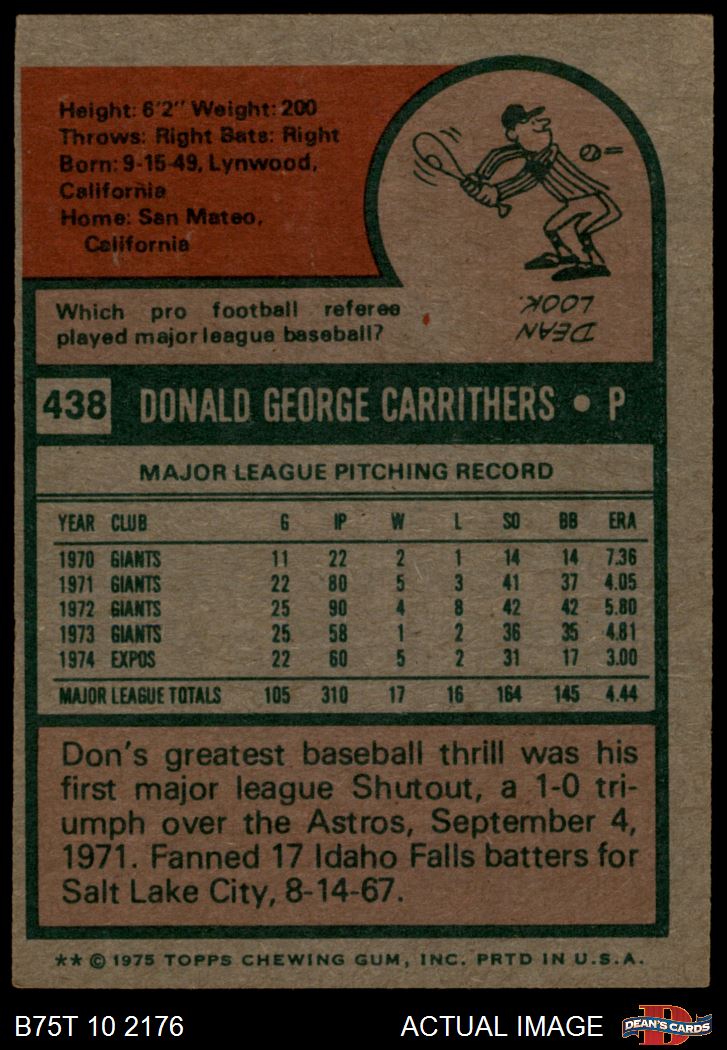 Height: 6'2" Weight: 200
Throws: Right Bats: Right
Born: 9-15-49, Lynwood,
California
Home: San Mateo,
California
Which pro football referee
played major league baseball?
DEAN
LOOK.
438 DONALD GEORGE CARRITHERS • P
MAJOR LEAGUE PITCHING RECORD
YEAR CLUB G IP W L SO BB ERA
1970 GIANTS 11 22 2 1 14 14 7.36
1971 GIANTS 22 80 5 3 41 37 4.05
1972 GIANTS 25 90 4 8 42 42 5.80
1973 GIANTS 25 58 1 2 36 35 4.81
1974 EXPOS 22 60 5 2 31 17 3.00
MAJOR LEAGUE TOTALS 105 310 17 16 164 145 4.44
Don's greatest baseball thrill was his
first major league Shutout, a 1-0 tri-
umph over the Astros, September 4,
1971. Fanned 17 Idaho Falls batters for
Salt Lake City, 8-14-67.
** © 1975 TOPPS CHEWING GUM, INC. PRTD IN U.S.A.
B75T 10 2176 ACTUAL IMAGE D DEAN'S CARDS